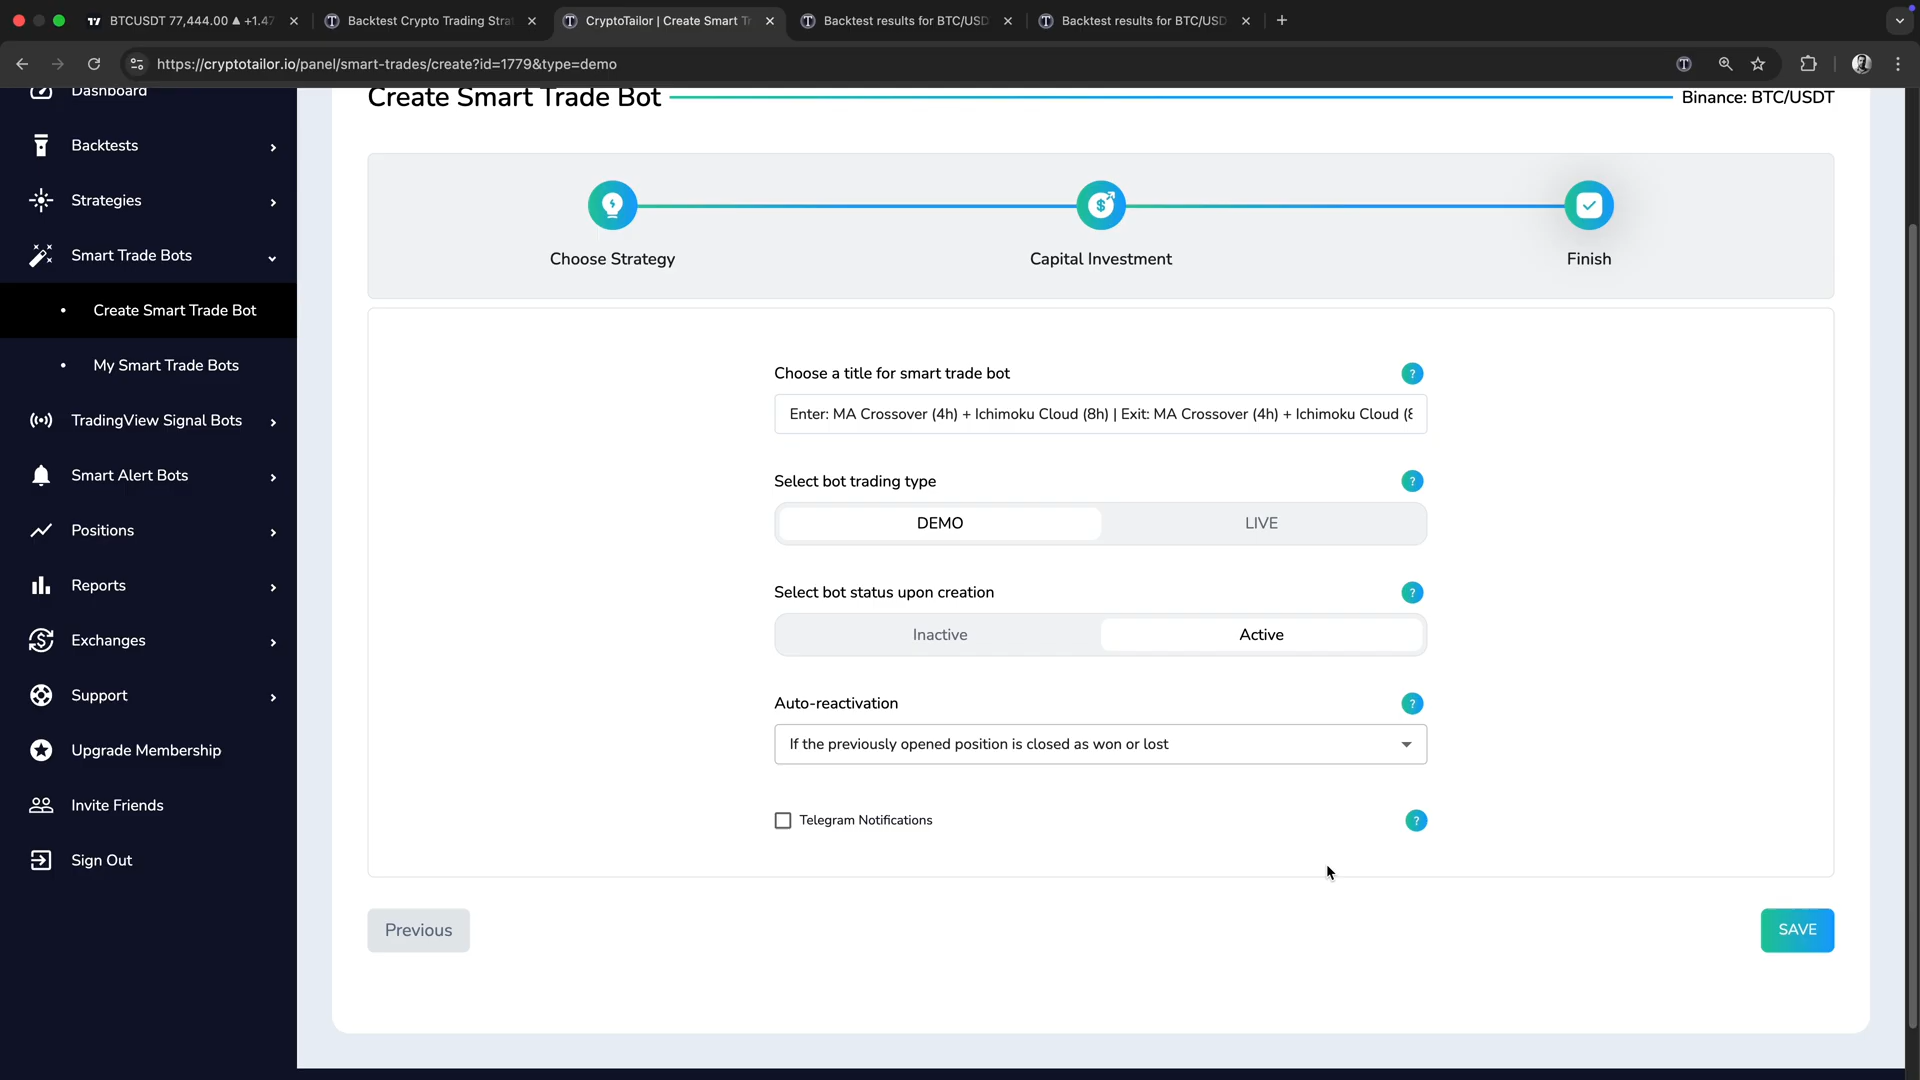 BTCUSDT 77,444.00 ▲ +1.47
Backtest Crypto Trading Strat
CryptoTailor | Create Smart Tr
Backtest results for BTC/USD
Backtest results for BTC/USD
https://cryptotailor.io/panel/smart-trades/create?id=1779&type=demo
Dashboard
Backtests
Strategies
Smart Trade Bots
• Create Smart Trade Bot
• My Smart Trade Bots
TradingView Signal Bots
Smart Alert Bots
Positions
Reports
Exchanges
Support
Upgrade Membership
Invite Friends
Sign Out
Create Smart Trade Bot
Binance: BTC/USDT
Choose Strategy
Capital Investment
Finish
Choose a title for smart trade bot ?
Enter: MA Crossover (4h) + Ichimoku Cloud (8h) | Exit: MA Crossover (4h) + Ichimoku Cloud (8
Select bot trading type ?
DEMO LIVE
Select bot status upon creation ?
Inactive Active
Auto-reactivation ?
If the previously opened position is closed as won or lost
Telegram Notifications ?
Previous
SAVE